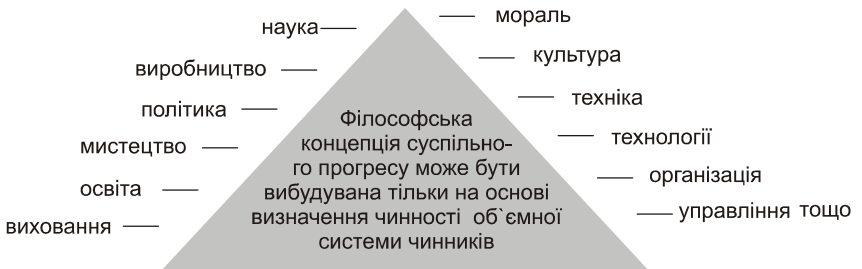 наука
виробництво
політика
мистецтво
освіта
виховання
Філософська
концепція суспільно-
го прогресу може бути
вибудувана тільки на основі
визначення чинності об`ємної
системи чинників
мораль
культура
техніка
технології
організація
управління тощо